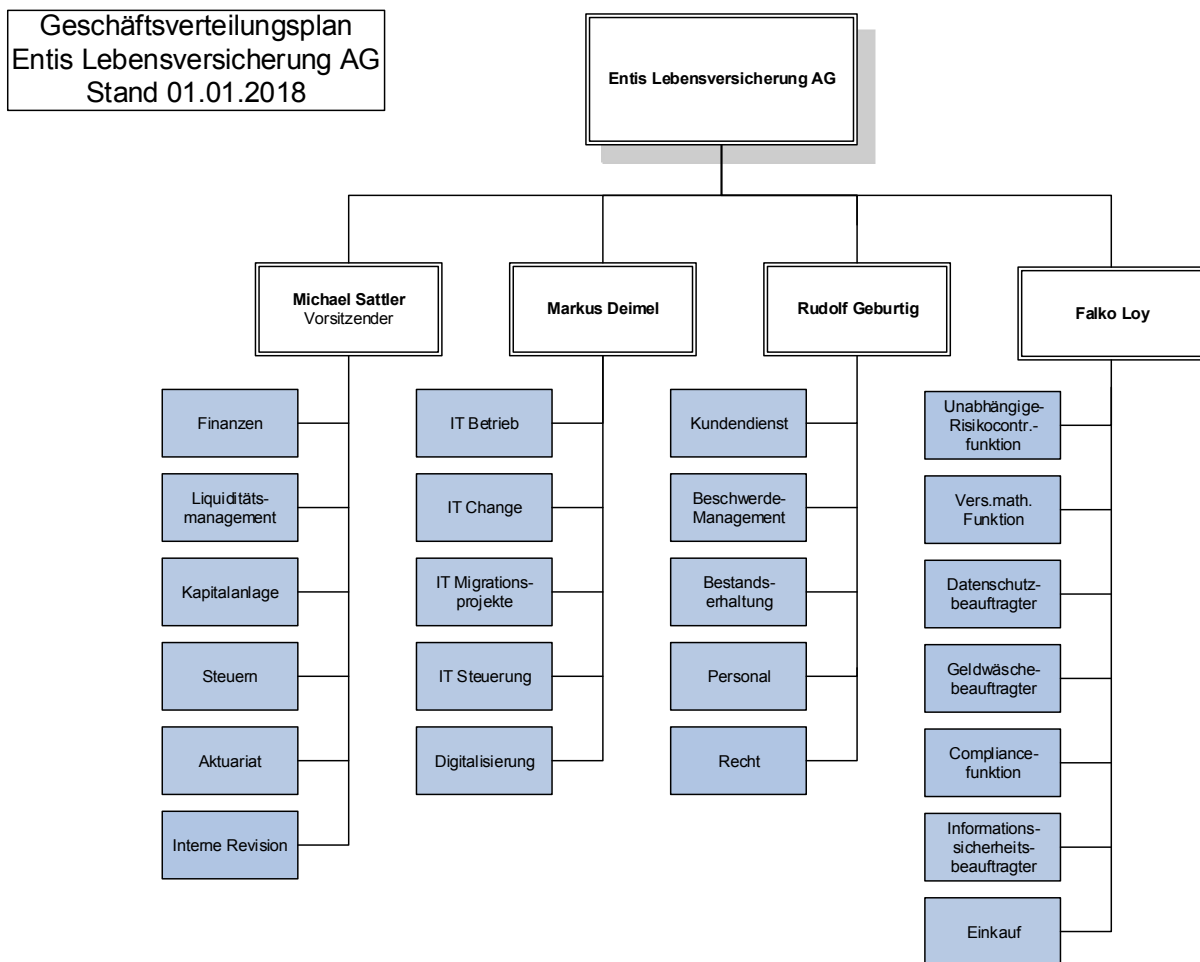 Geschäftsverteilungsplan
Entis Lebensversicherung AG
Stand 01.01.2018
Entis Lebensversicherung AG
Michael Sattler
Vorsitzender
Markus Deimel
Rudolf Geburtig
Falko Loy
Finanzen
Liquiditäts-
management
Kapitalanlage
Steuern
Aktuariat
Interne Revision
IT Betrieb
IT Change
IT Migrations-
projekte
IT Steuerung
Digitalisierung
Kundendienst
Beschwerde-
Management
Bestands-
erhaltung
Personal
Recht
Unabhängige-
Risikocontr.-
funktion
Vers.math.
Funktion
Datenschutz-
beauftragter
Geldwäsche-
beauftragter
Compliance-
funktion
Informations-
sicherheits-
beauftragter
Einkauf